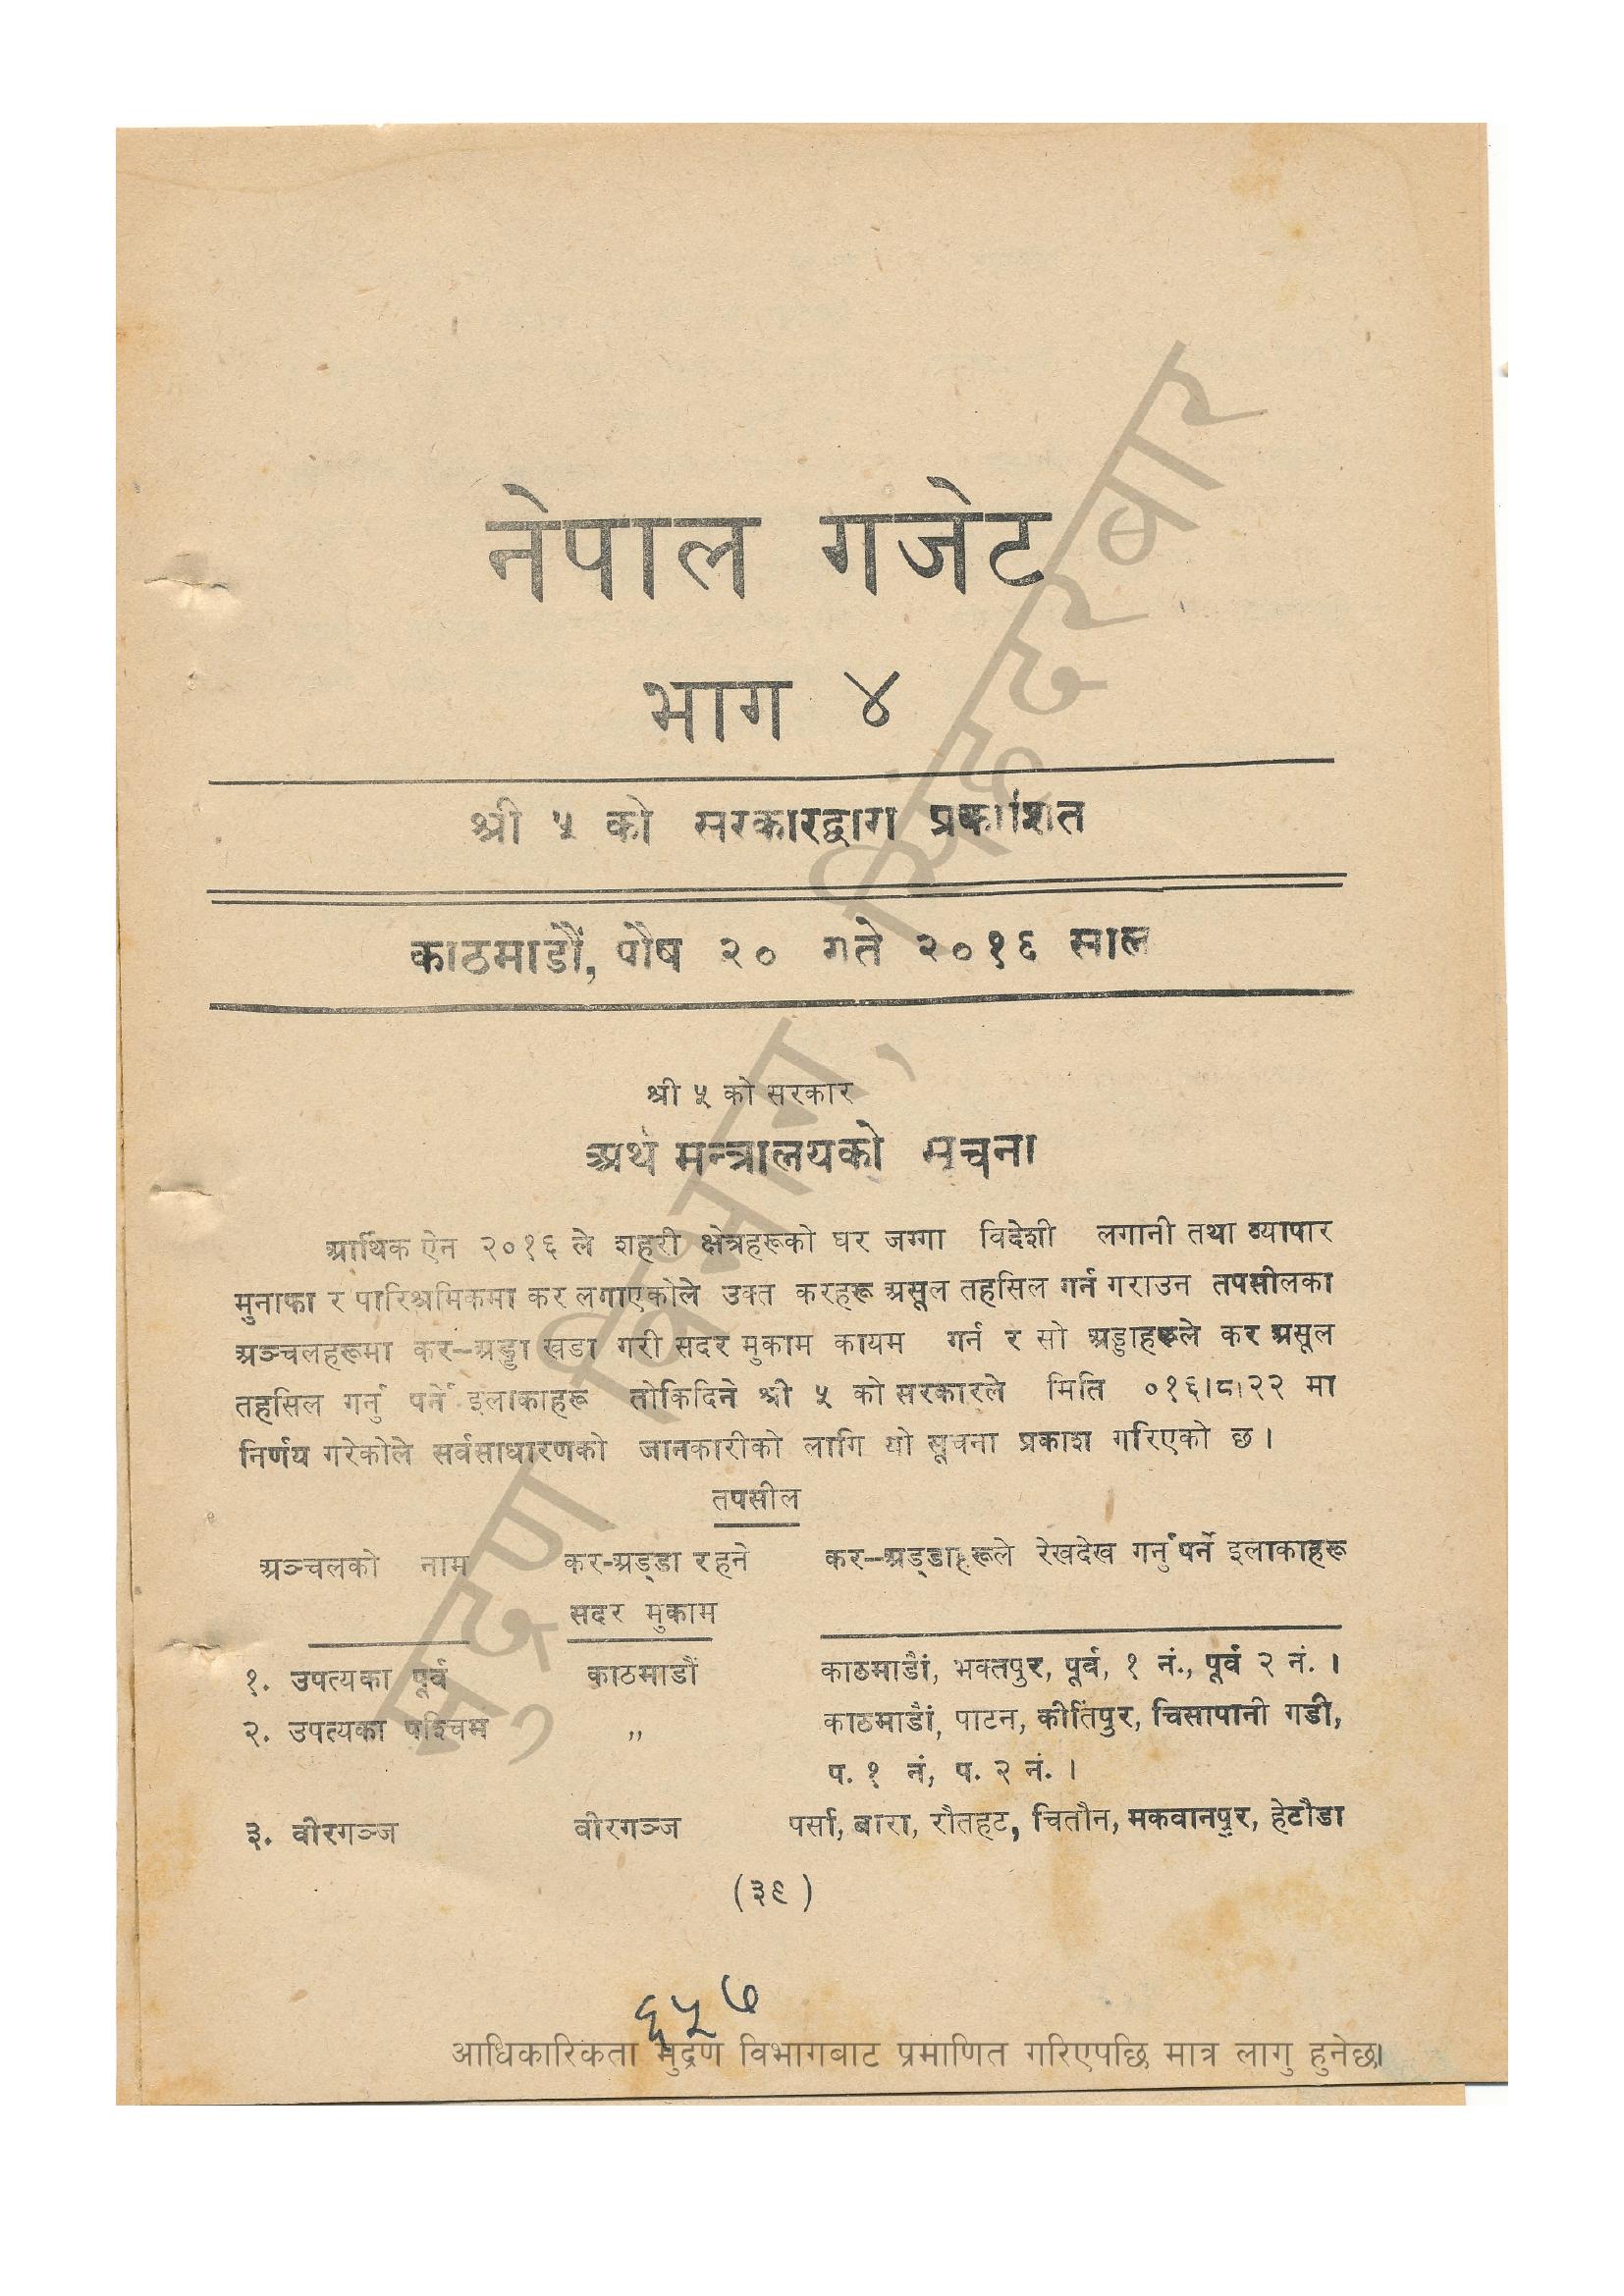 नेपाल गजेट
भाग ४
श्री ५ को सरकारद्वारा प्रकाशित
काठमाडौं, पौष २० गते २०१६ साल
श्री ५ को सरकार
अर्थ मन्त्रालयको सूचना
आर्थिक ऐन २०१६ ले शहरी क्षेत्रहरूको घर जग्गा विदेशी लगानी तथा व्यापार
मुनाफा र पारिश्रमिकमा कर लगाएकोले उक्त करहरू असूल तहसिल गर्न गराउन तपसीलका
अञ्चलहरूमा कर–अड्डा खडा गरी सदर मुकाम कायम गर्न र सो अड्डाहरूले कर असूल
तहसिल गर्नु पर्ने इलाकाहरू तोकिदिने श्री ५ को सरकारले मिति ०१६।८।२२ मा
निर्णय गरेकोले सर्वसाधारणको जानकारीको लागि यो सूचना प्रकाश गरिएको छ ।
तपसील
अञ्चलको नाम कर-अड्डा रहने कर–अड्डाहरूले रेखदेख गर्नु पर्ने इलाकाहरू
सदर मुकाम
१. उपत्यका पूर्व काठमाडौं काठमाडौं, भक्तपुर, पूर्व, १ नं., पूर्व २ नं. ।
२. उपत्यका पश्चिम ,, काठमाडौं, पाटन, कीर्तिपुर, चिसापानी गडी,
प. १ नं, प. २ नं. ।
३. वीरगञ्ज वीरगञ्ज पर्सा, बारा, रौतहट, चितौन, मकवानपुर, हेटौडा
(३९)
६५७
आधिकारिकता मुद्रण विभागबाट प्रमाणित गरिएपछि मात्र लागु हुनेछ।
मुद्रण विभाग, सिंहदरबार